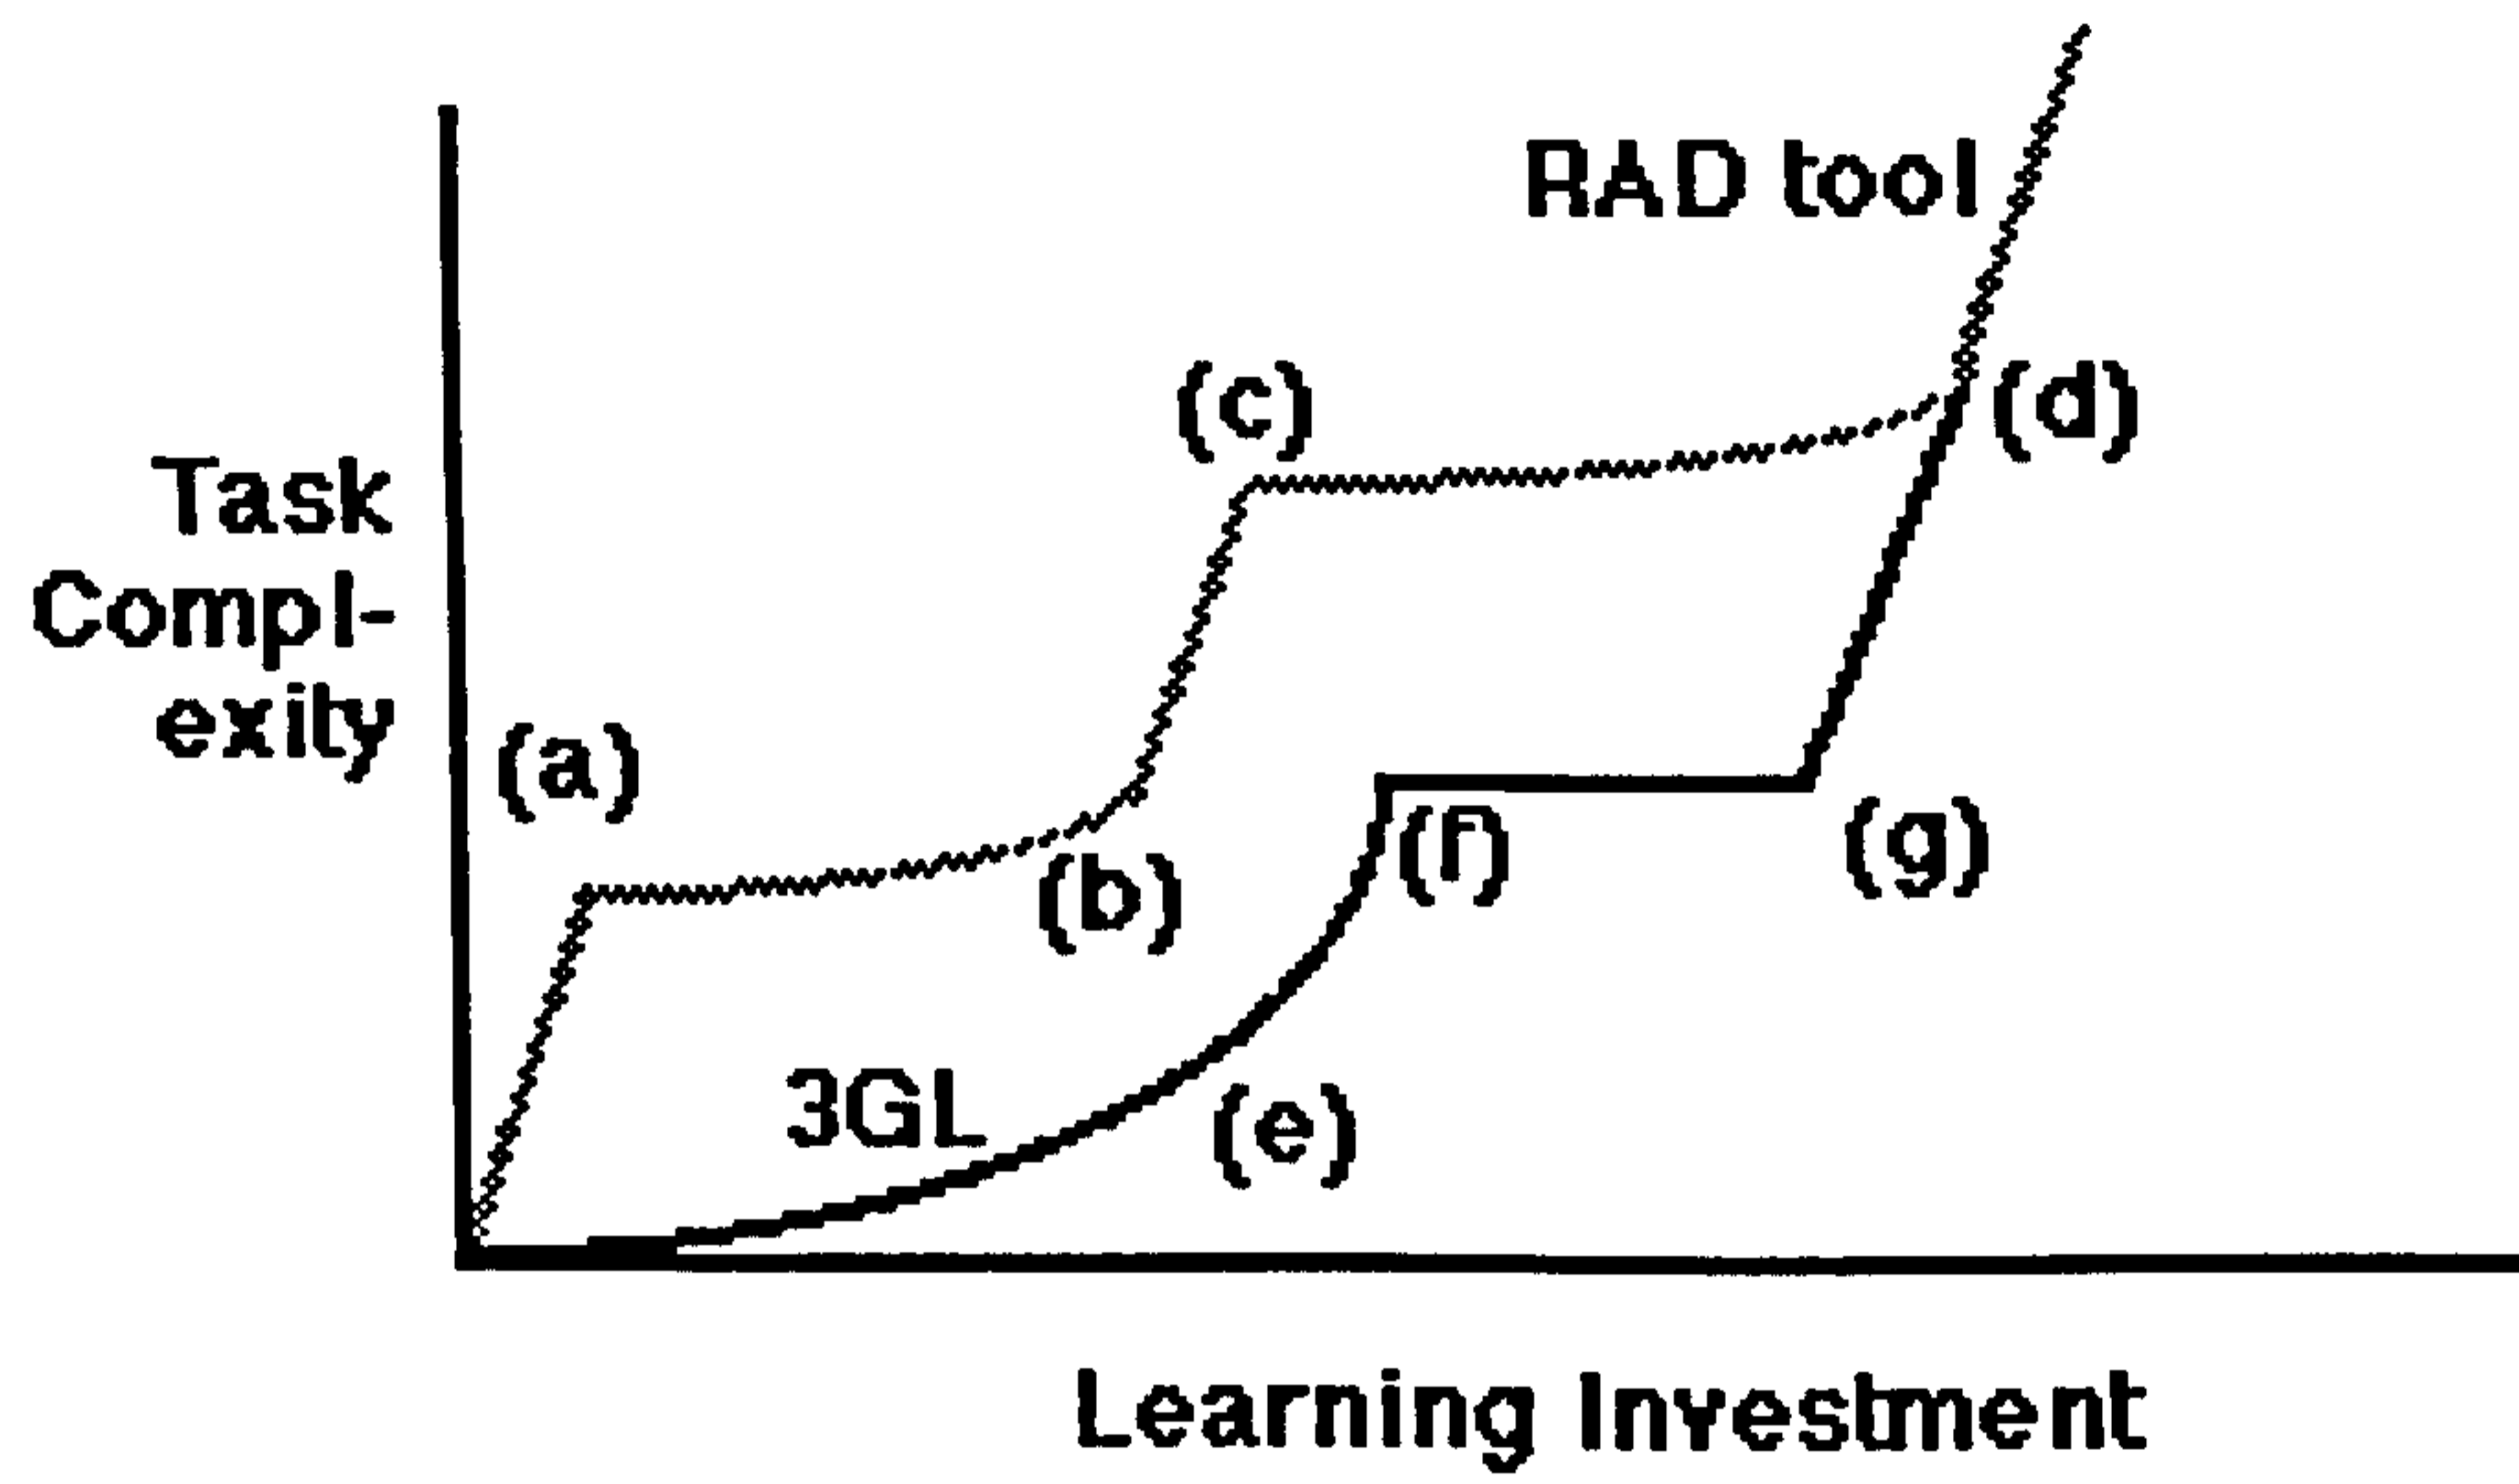 RAD tool
(c)
(d)
Task
Compl-
exity
(a)
(b)
(f)
(g)
3GL
(e)
Learning Investment